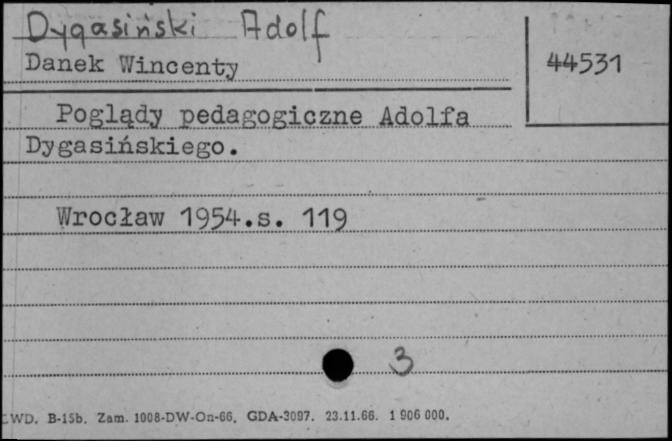 Dygasiński Adolf
Danek Wincenty
44531
Poglądy pedagogiczne Adolfa
Dygasińskiego.
Wrocław 1954.s. 119
3
WD. B-15b. Zam. 1008-DW-On-66. GDA-3097. 23.11.66. 1 906 000.